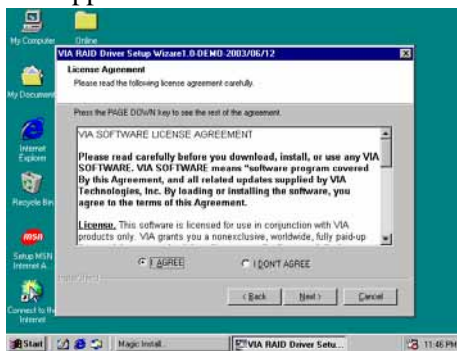 My Computer
Online
VIA RAID Driver Setup Wizare1.0-DEMO-2003/06/12
License Agreement
Please read the following license agreement carefully.
My Document
Press the PAGE DOWN key to see the rest of the agreement.
VIA SOFTWARE LICENSE AGREEMENT
Please read carefully before you download, install, or use any VIA
SOFTWARE. VIA SOFTWARE means "software program covered
By this Agreement, and all related updates supplied by VIA
Technologies, Inc. By loading or installing the software, you
agree to the terms of this Agreement.
License. This software is licensed for use in conjunction with VIA
products only. VIA grants you a nonexclusive, worldwide, fully paid-up
Internet
Explorer
Recycle Bin
msn
Setup MSN
Internet A...
I AGREE
I DON'T AGREE
< Back
Next >
Cancel
Connect to the
Internet
Start
Magic Install.
VIA RAID Driver Setu...
11:46 PM